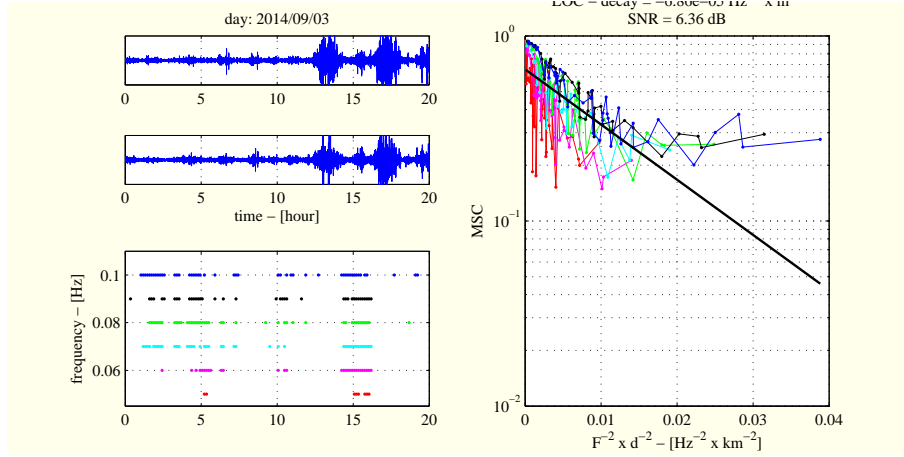 day: 2014/09/03
0 5 10 15 20
0 5 10 15 20
time – [hour]
frequency – [Hz]
0.1
0.08
0.06
0 5 10 15 20
SNR = 6.36 dB
MSC
10^0
10^-1
10^-2
0 0.01 0.02 0.03 0.04
F^-2 x d^-2 – [Hz^-2 x km^-2]